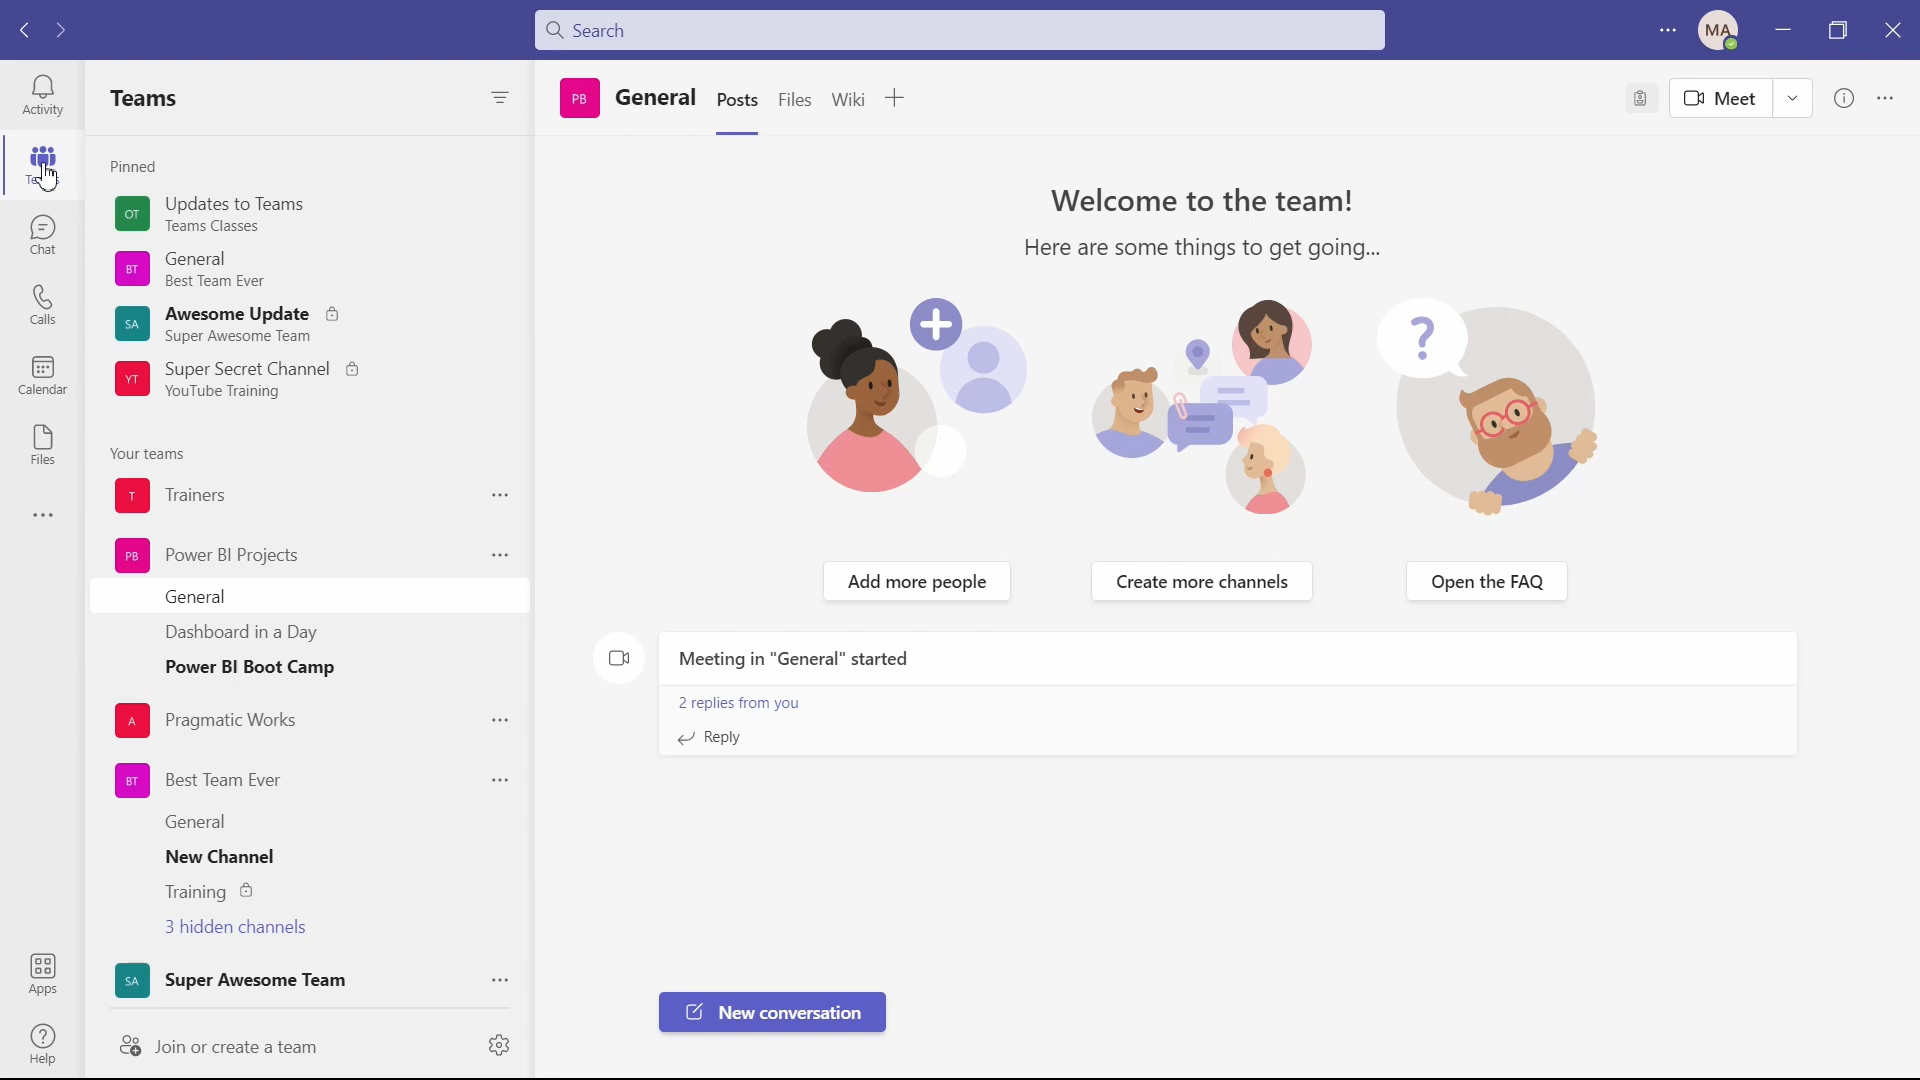 Search
MA
Activity
Teams
Chat
Calls
Calendar
Files
Apps
Help
Teams
Pinned
OT
Updates to Teams
Teams Classes
BT
General
Best Team Ever
SA
Awesome Update
Super Awesome Team
YT
Super Secret Channel
YouTube Training
Your teams
T
Trainers
PB
Power BI Projects
General
Dashboard in a Day
Power BI Boot Camp
A
Pragmatic Works
BT
Best Team Ever
General
New Channel
Training
3 hidden channels
SA
Super Awesome Team
Join or create a team
PB
General
Posts
Files
Wiki
Meet
Welcome to the team!
Here are some things to get going...
?
Add more people
Create more channels
Open the FAQ
Meeting in "General" started
2 replies from you
Reply
New conversation